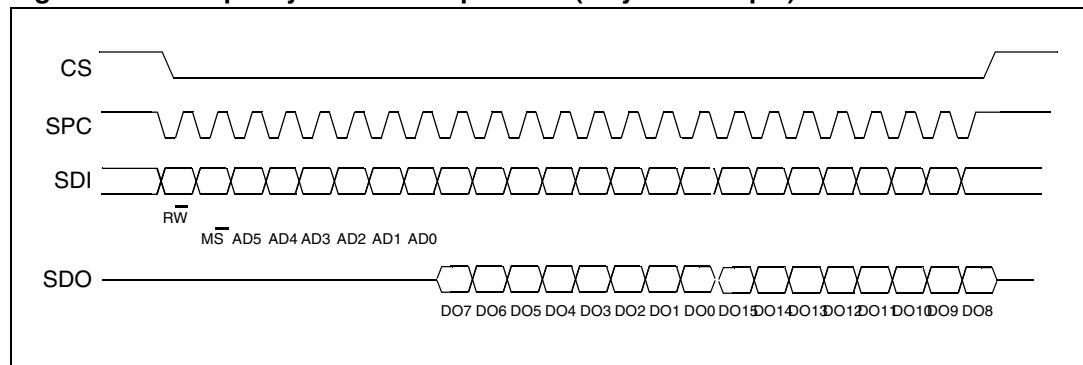 CS
SPC
SDI
RW
MS AD5 AD4 AD3 AD2 AD1 AD0
SDO
DO7 DO6 DO5 DO4 DO3 DO2 DO1 DO0 DO15 DO14 DO13 DO12 DO11 DO10 DO9 DO8